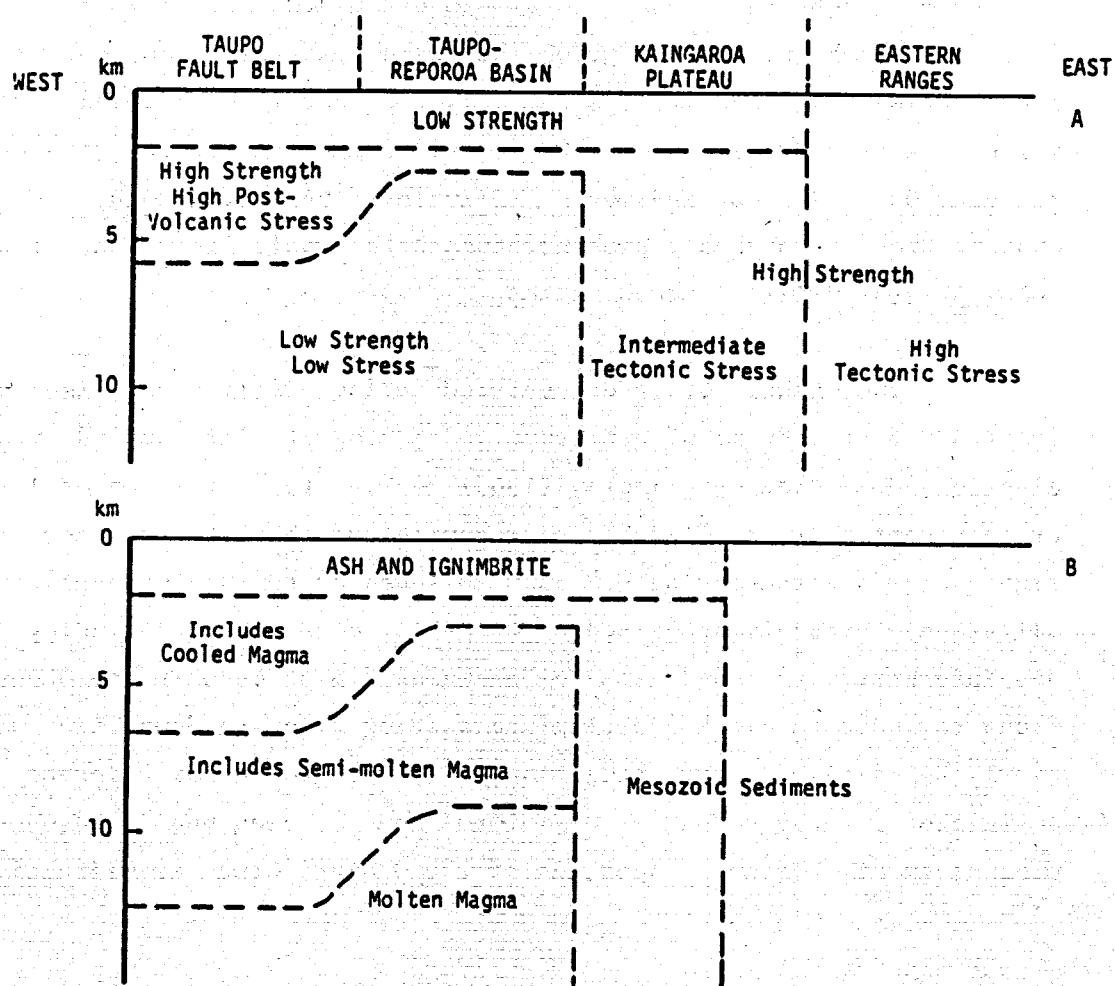 TAUPO
FAULT BELT
TAUPO-
REPOROA BASIN
KAINGAROA
PLATEAU
EASTERN
RANGES
WEST
km
EAST
0
LOW STRENGTH
A
High Strength
High Post-
Volcanic Stress
5
High Strength
Low Strength
Low Stress
Intermediate
Tectonic Stress
High
Tectonic Stress
10
km
0
ASH AND IGNIMBRITE
B
Includes
Cooled Magma
5
Includes Semi-molten Magma
Mesozoic Sediments
10
Molten Magma